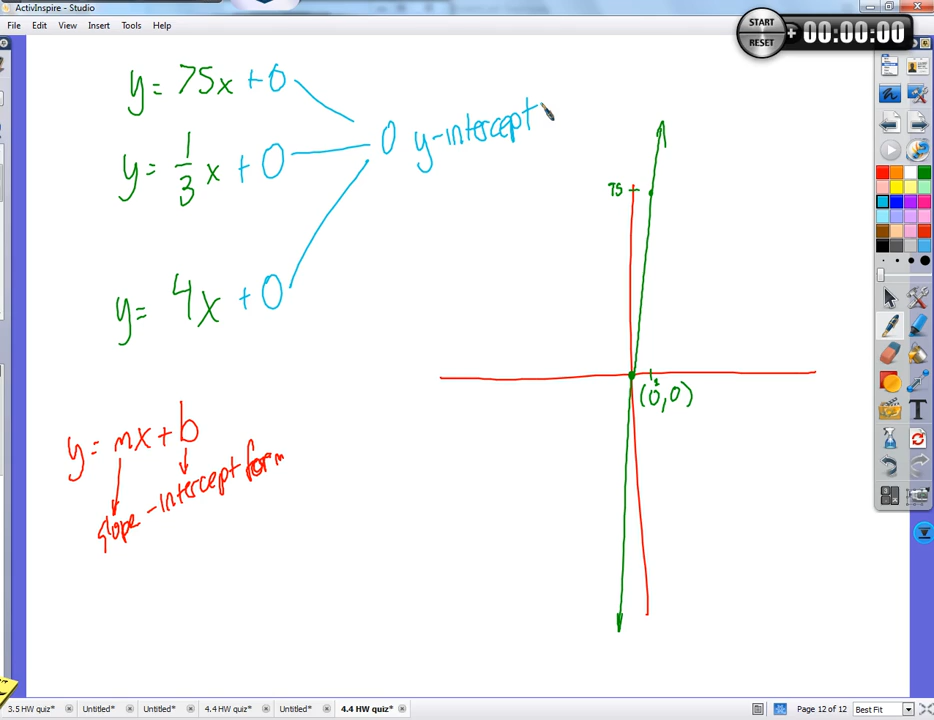 ActivInspire - Studio
File Edit View Insert Tools Help
START
RESET
00:00:00
y = 75x + 0
0 y-intercept
y = 1/3 x + 0
y = 4x + 0
75
1
(0,0)
y = mx + b
slope - intercept form
3.5 HW quiz* Untitled* Untitled* 4.4 HW quiz* Untitled* 4.4 HW quiz* Page 12 of 12 Best Fit